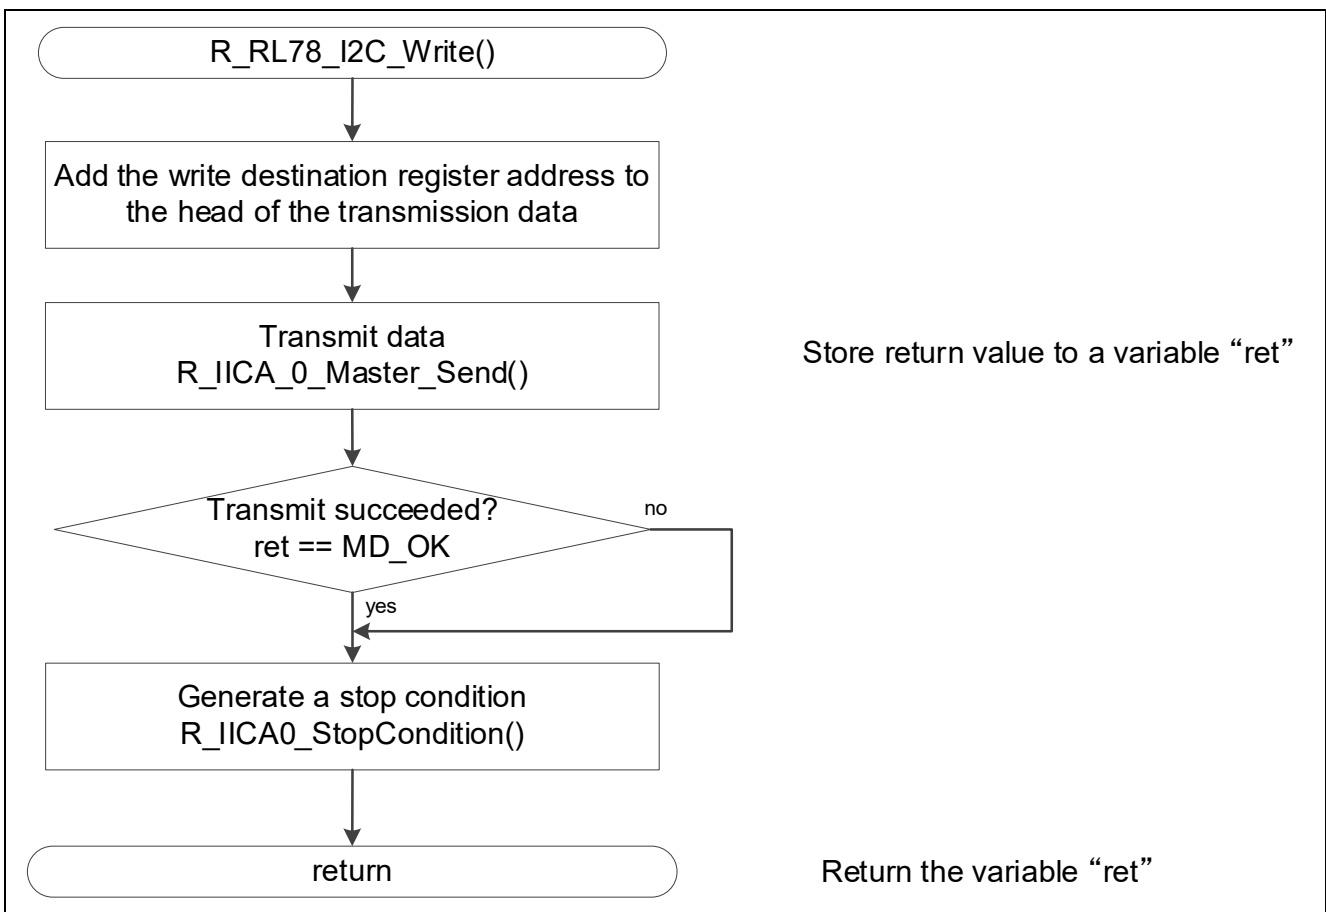 R_RL78_I2C_Write()
Add the write destination register address to
the head of the transmission data
Transmit data
R_IICA_0_Master_Send()
Store return value to a variable “ret”
Transmit succeeded?
ret == MD_OK
no
yes
Generate a stop condition
R_IICA0_StopCondition()
return
Return the variable “ret”